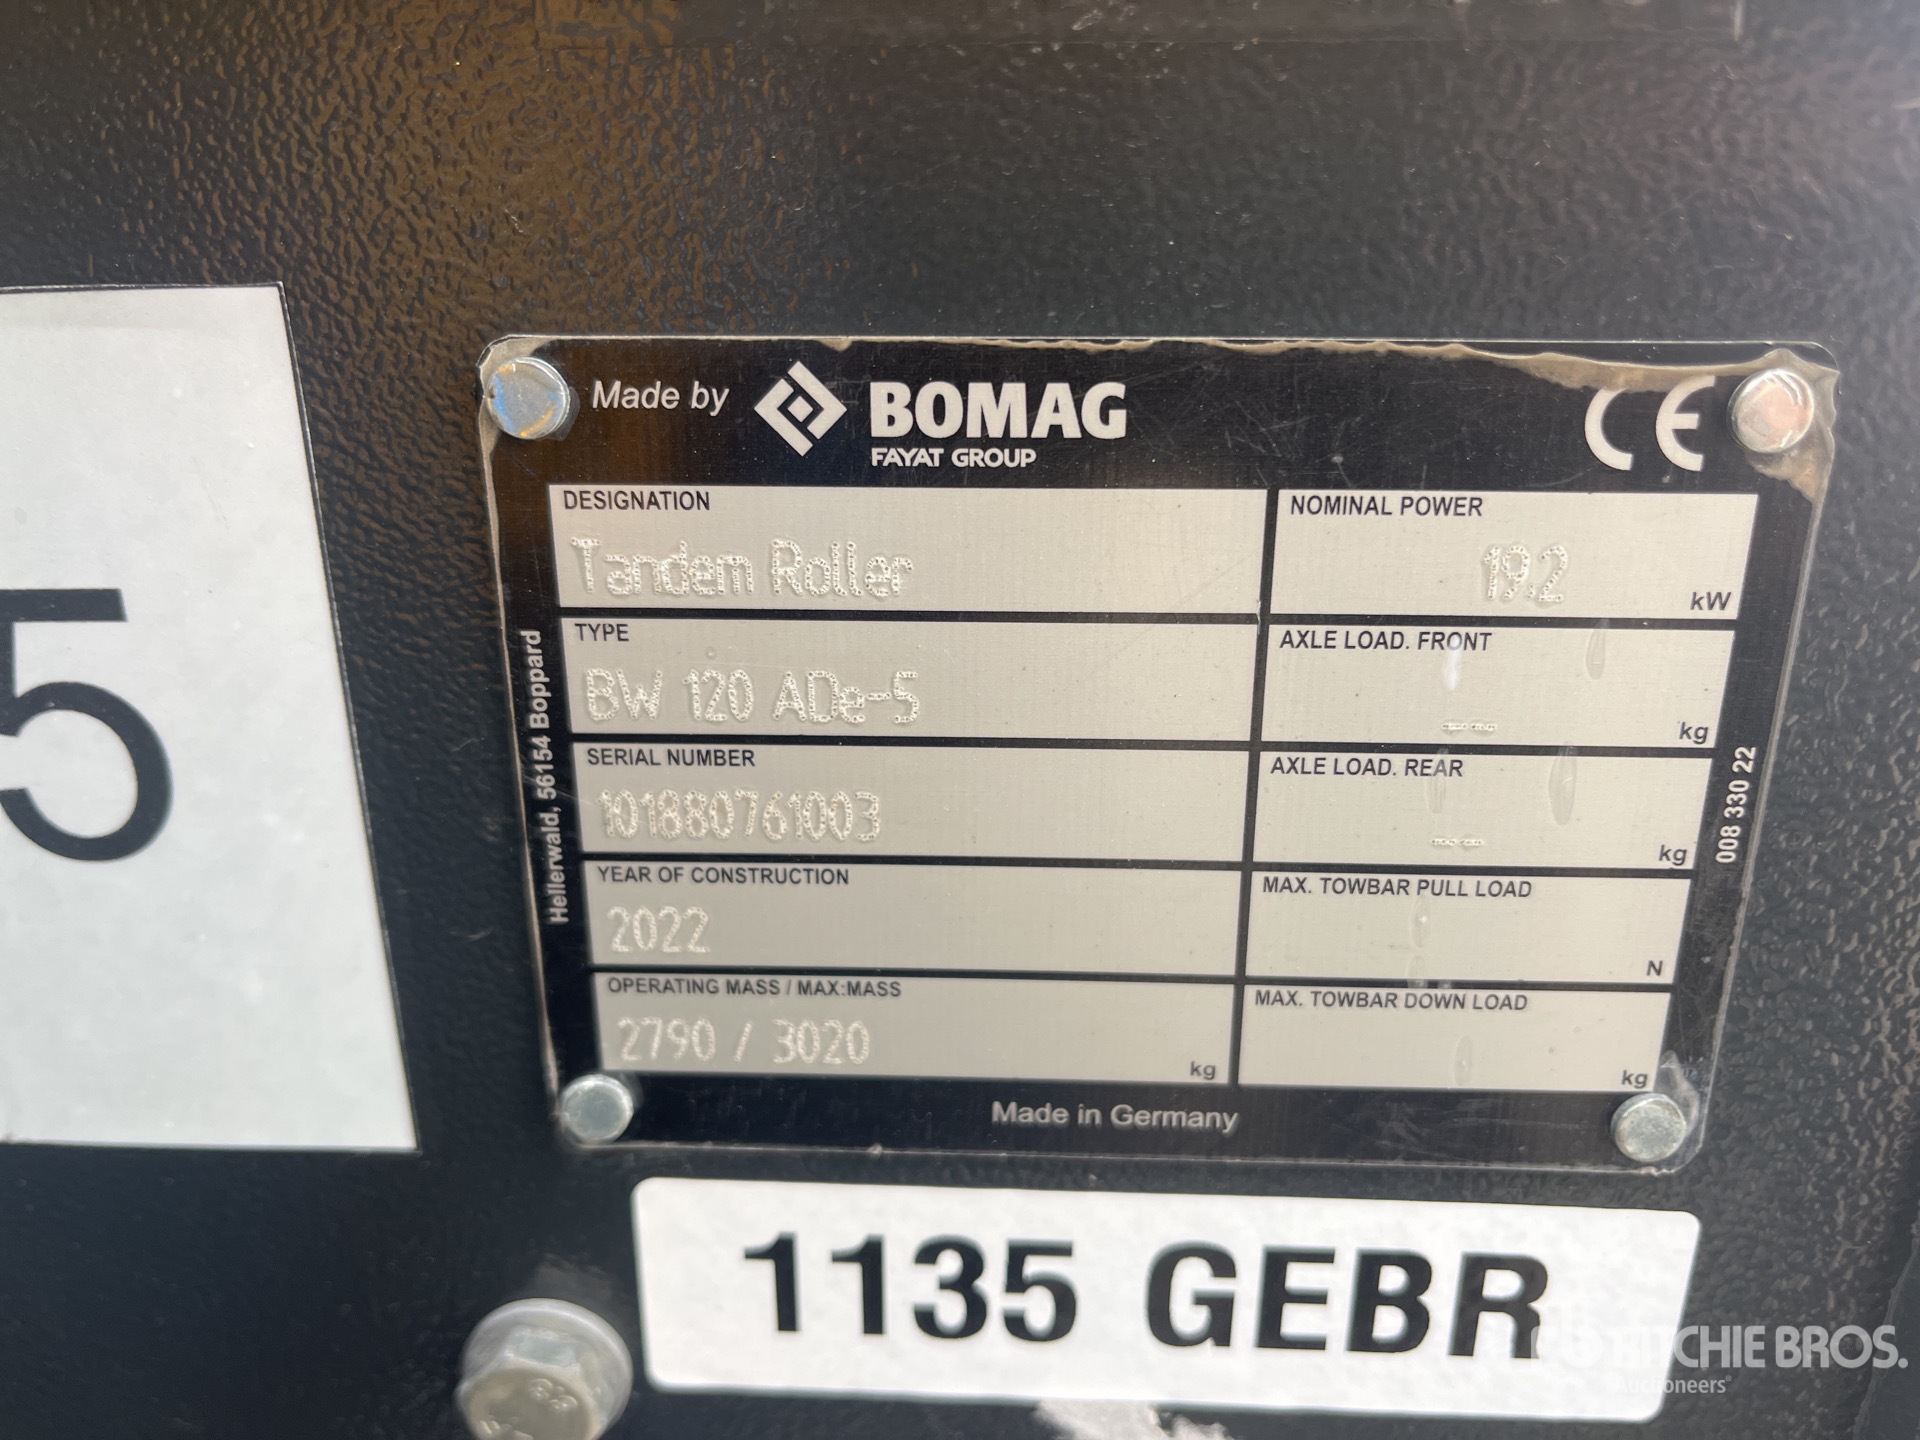 5
Made by BOMAG
FAYAT GROUP
CE
DESIGNATION
Tandem Roller
NOMINAL POWER
19,2 kW
TYPE
BW 120 ADe-5
AXLE LOAD. FRONT
-- kg
SERIAL NUMBER
101880761003
AXLE LOAD. REAR
-- kg
YEAR OF CONSTRUCTION
2022
MAX. TOWBAR PULL LOAD
N
OPERATING MASS / MAX:MASS
2790 / 3020 kg
MAX. TOWBAR DOWN LOAD
kg
Hellerwald, 56154 Boppard
008 330 22
Made in Germany
1135 GEBR
RITCHIE BROS.
Auctioneers